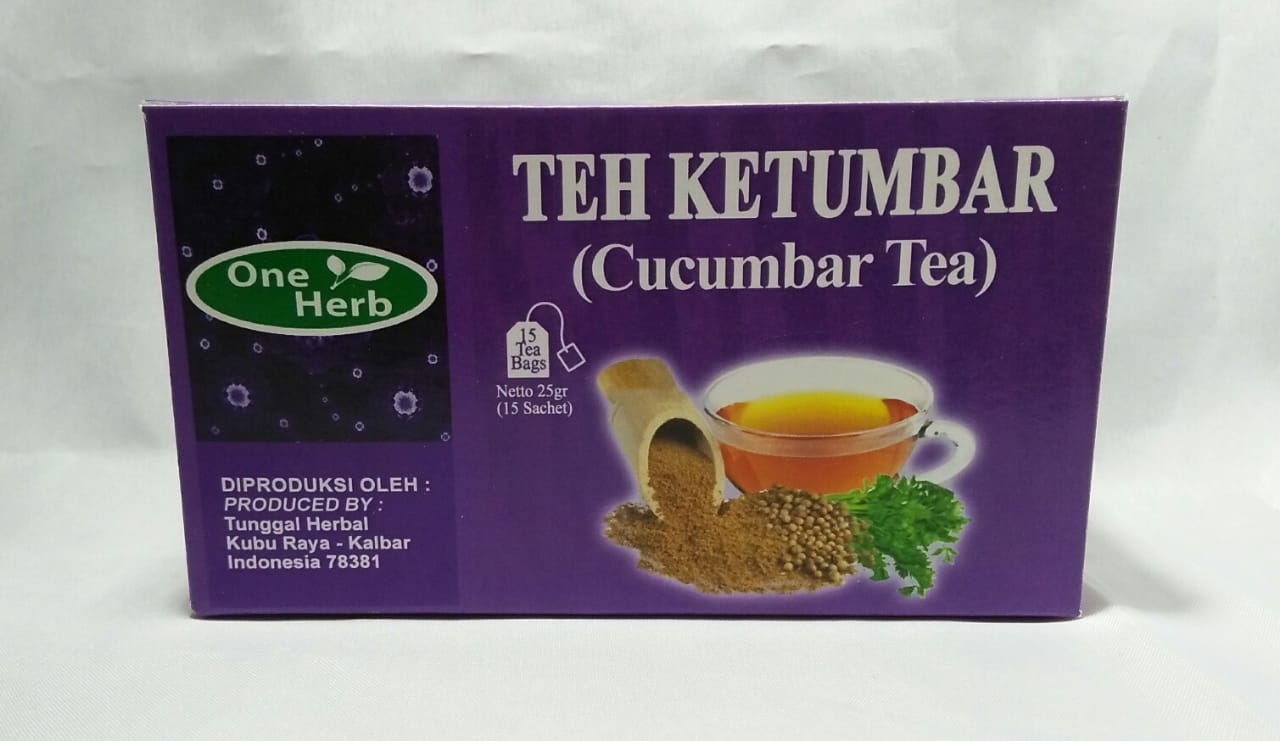 One
Herb
TEH KETUMBAR
(Cucumbar Tea)
15
Tea
Bags
Netto 25gr
(15 Sachet)
DIPRODUKSI OLEH :
PRODUCED BY :
Tunggal Herbal
Kubu Raya - Kalbar
Indonesia 78381